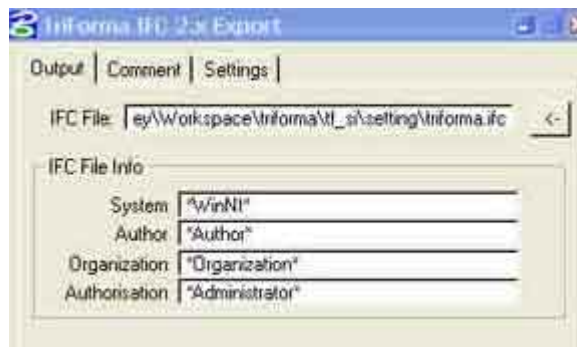 TriForma IFC 2.x Export
Output Comment Settings
IFC File: ey\Workspace\triforma\tf_si\setting\triforma.ifc <-
IFC File Info
System "WinNt"
Author "Author"
Organization "Organization"
Authorisation "Administrator"